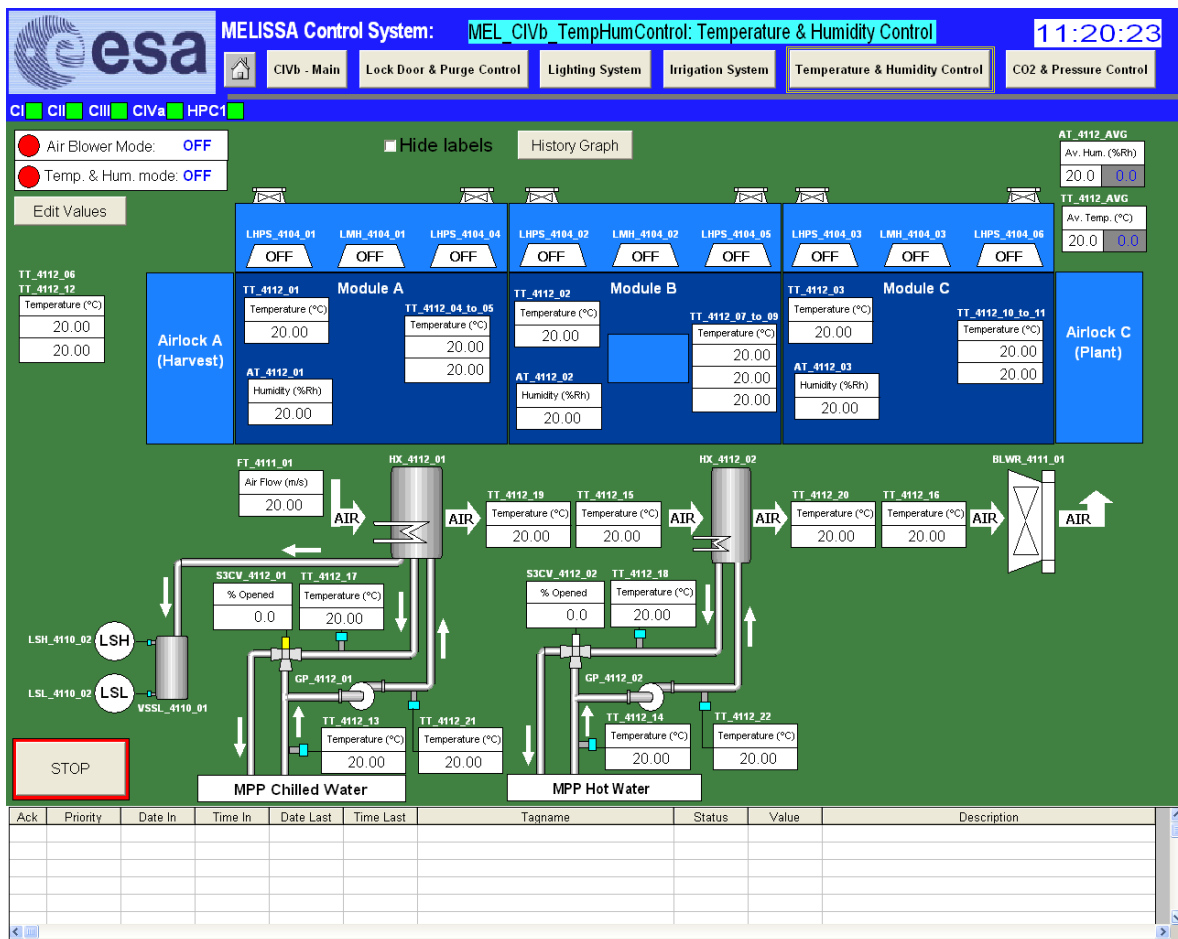 esa
MELISSA Control System: MEL_CIVb_TempHumControl: Temperature & Humidity Control 11:20:23
CIVb - Main Lock Door & Purge Control Lighting System Irrigation System Temperature & Humidity Control CO2 & Pressure Control
CI CII CIII CIVa HPC1
Air Blower Mode: OFF
Temp. & Hum. mode: OFF
Edit Values
Hide labels History Graph
AT_4112_AVG
Av. Hum. (%Rh)
20.0 0.0
TT_4112_AVG
Av. Temp. (°C)
20.0 0.0
LHPS_4104_01 LMH_4104_01 LHPS_4104_04 LHPS_4104_02 LMH_4104_02 LHPS_4104_05 LHPS_4104_03 LMH_4104_03 LHPS_4104_06
OFF OFF OFF OFF OFF OFF OFF OFF OFF
TT_4112_06
TT_4112_12
Temperature (°C)
20.00
20.00
Airlock A
(Harvest)
Module A
TT_4112_01
Temperature (°C)
20.00
TT_4112_04_to_05
Temperature (°C)
20.00
20.00
AT_4112_01
Humidity (%Rh)
20.00
Module B
TT_4112_02
Temperature (°C)
20.00
TT_4112_07_to_09
Temperature (°C)
20.00
20.00
20.00
AT_4112_02
Humidity (%Rh)
20.00
Module C
TT_4112_03
Temperature (°C)
20.00
TT_4112_10_to_11
Temperature (°C)
20.00
20.00
AT_4112_03
Humidity (%Rh)
20.00
Airlock C
(Plant)
FT_4111_01
Air Flow (m/s)
20.00
AIR
HX_4112_01
AIR
TT_4112_19
Temperature (°C)
20.00
TT_4112_15
Temperature (°C)
20.00
AIR
HX_4112_02
AIR
TT_4112_20
Temperature (°C)
20.00
TT_4112_16
Temperature (°C)
20.00
AIR
BLWR_4111_01
AIR
S3CV_4112_01
% Opened
0.0
TT_4112_17
Temperature (°C)
20.00
S3CV_4112_02
% Opened
0.0
TT_4112_18
Temperature (°C)
20.00
LSH_4110_02 LSH
LSL_4110_02 LSL
VSSL_4110_01
GP_4112_01
GP_4112_02
TT_4112_13
Temperature (°C)
20.00
TT_4112_21
Temperature (°C)
20.00
TT_4112_14
Temperature (°C)
20.00
TT_4112_22
Temperature (°C)
20.00
STOP
MPP Chilled Water
MPP Hot Water
Ack Priority Date In Time In Date Last Time Last Tagname Status Value Description